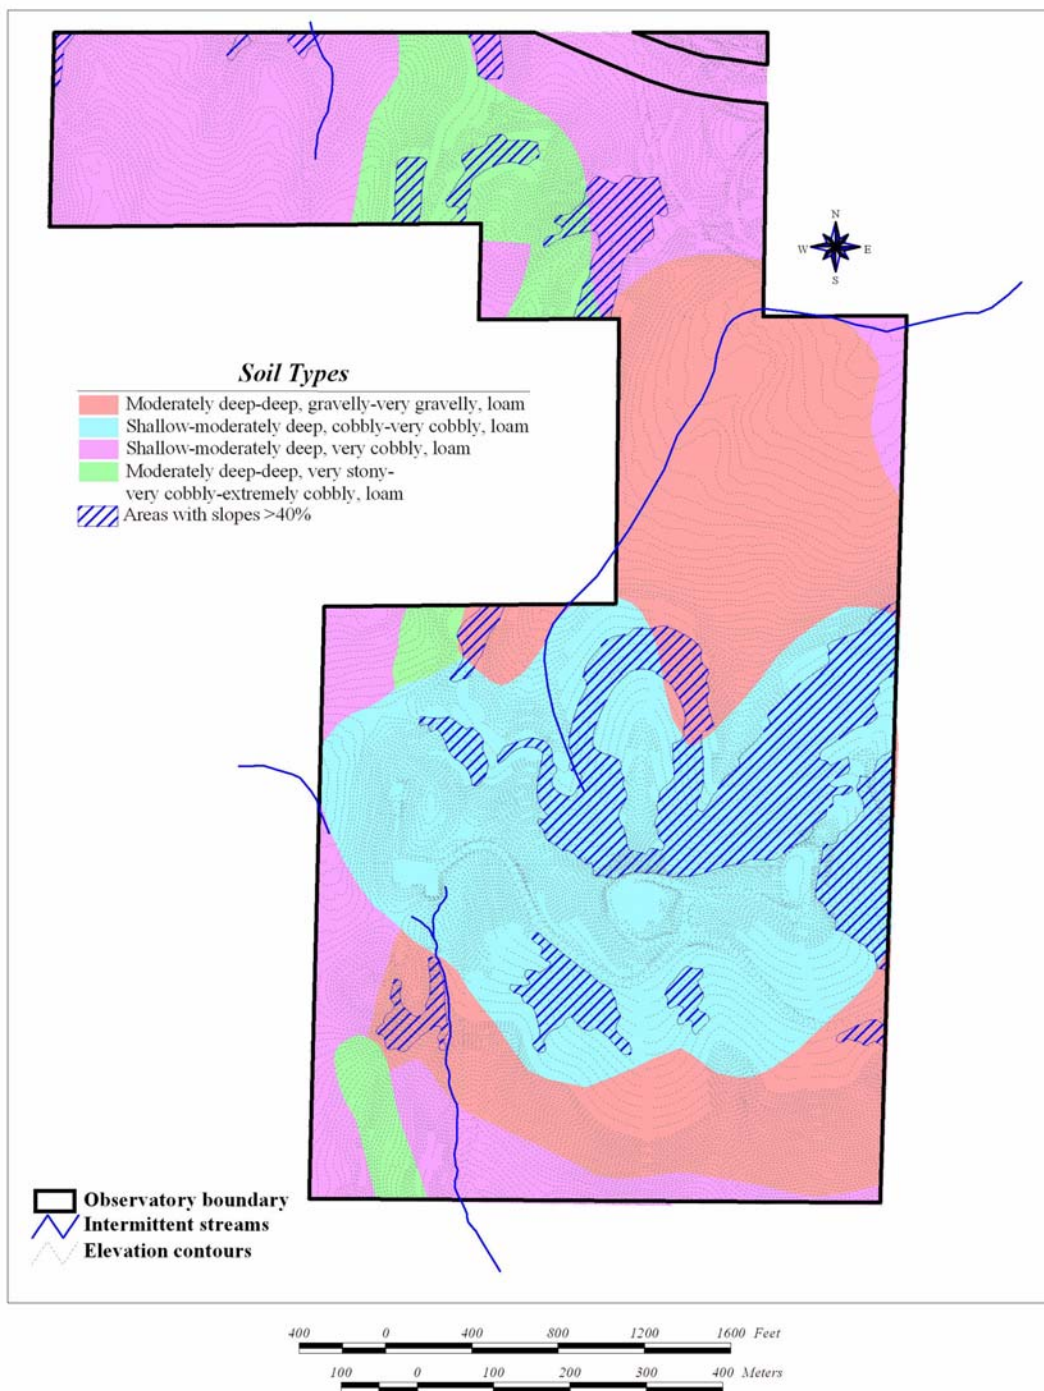 N
W E
S
Soil Types
Moderately deep-deep, gravelly-very gravelly, loam
Shallow-moderately deep, cobbly-very cobbly, loam
Shallow-moderately deep, very cobbly, loam
Moderately deep-deep, very stony-
very cobbly-extremely cobbly, loam
Areas with slopes >40%
Observatory boundary
Intermittent streams
Elevation contours
400 0 400 800 1200 1600 Feet
100 0 100 200 300 400 Meters